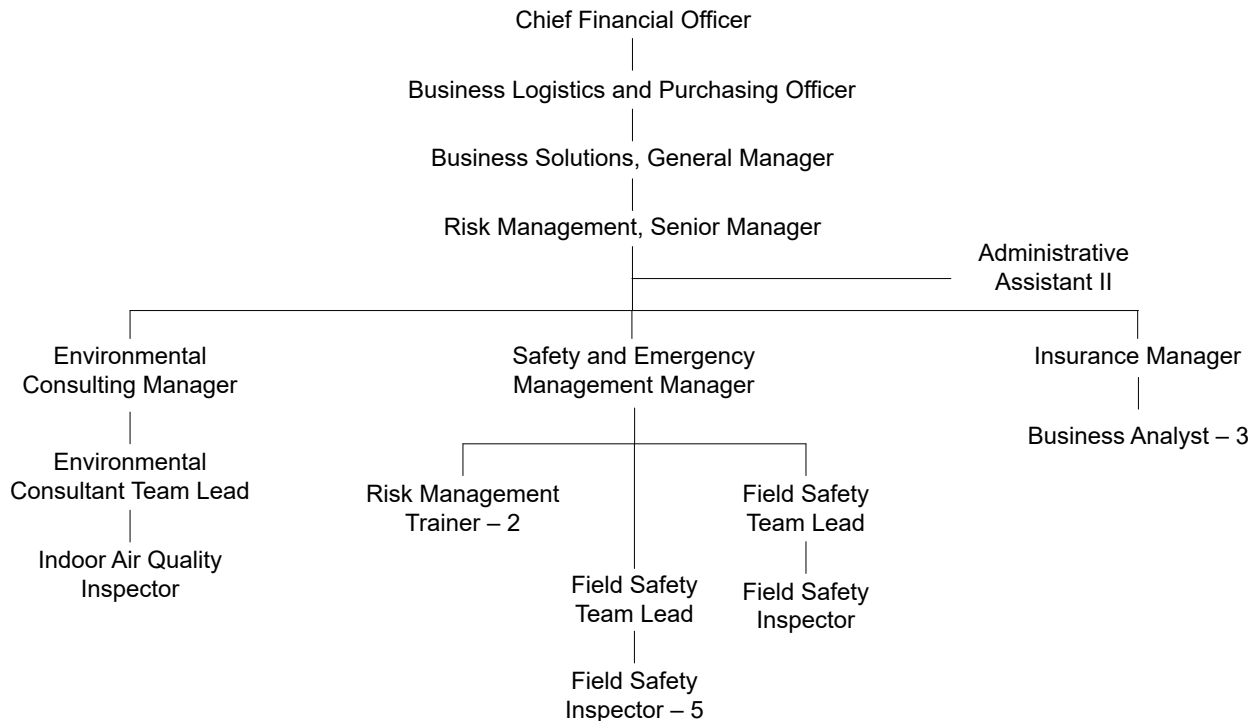 Chief Financial Officer
Business Logistics and Purchasing Officer
Business Solutions, General Manager
Risk Management, Senior Manager
Administrative
Assistant II
Environmental
Consulting Manager
Safety and Emergency
Management Manager
Insurance Manager
Business Analyst – 3
Environmental
Consultant Team Lead
Risk Management
Trainer – 2
Field Safety
Team Lead
Indoor Air Quality
Inspector
Field Safety
Team Lead
Field Safety
Inspector
Field Safety
Inspector – 5